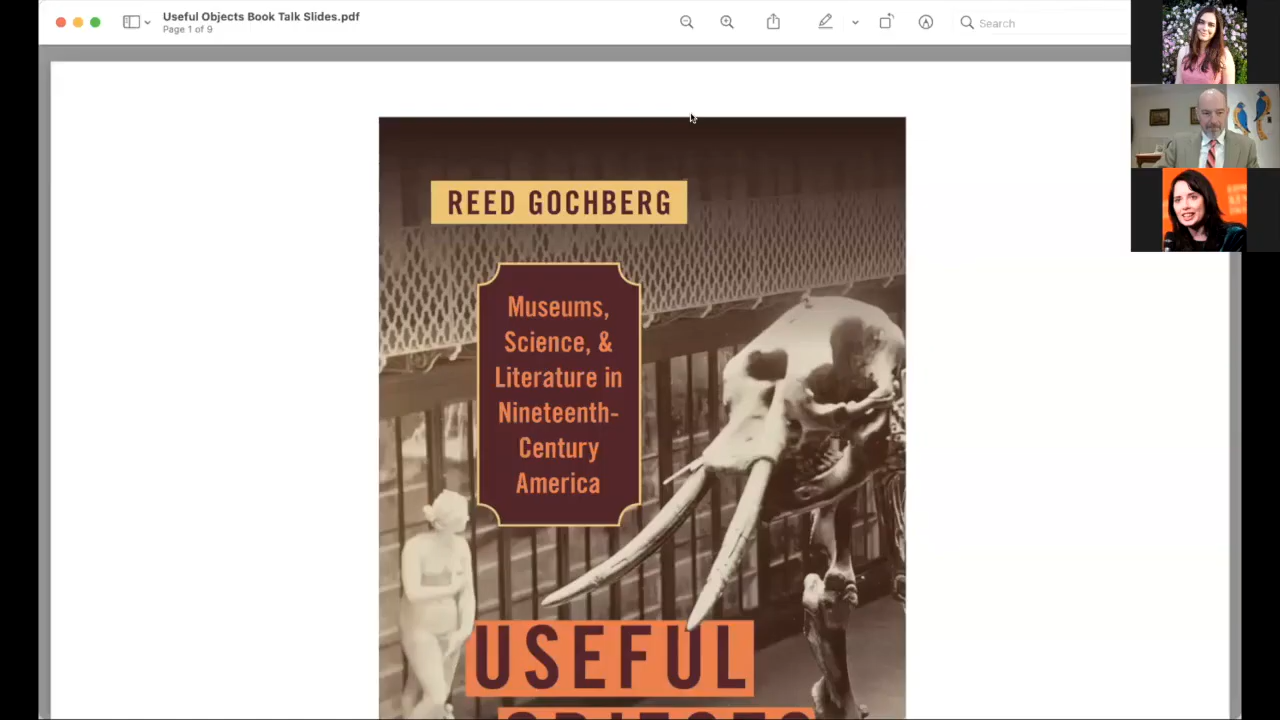 Useful Objects Book Talk Slides.pdf
Page 1 of 9
Search
REED GOCHBERG
Museums,
Science, &
Literature in
Nineteenth-
Century
America
USEFUL
OBJECTS